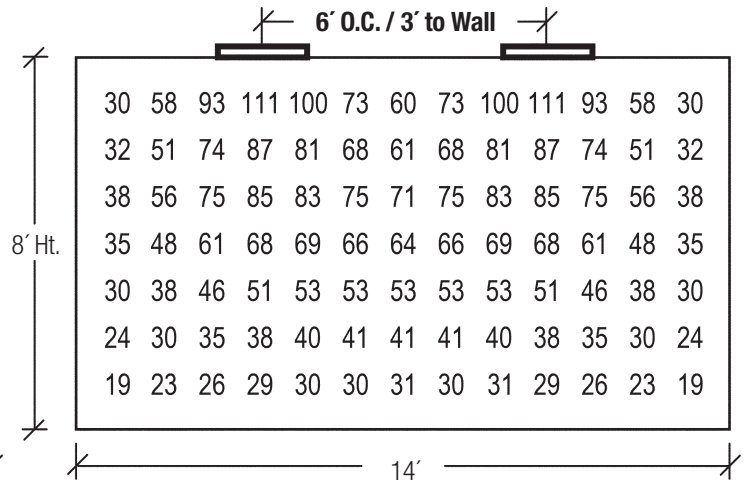 6´ O.C. / 3´ to Wall
30 58 93 111 100 73 60 73 100 111 93 58 30
32 51 74 87 81 68 61 68 81 87 74 51 32
38 56 75 85 83 75 71 75 83 85 75 56 38
8´ Ht.
35 48 61 68 69 66 64 66 69 68 61 48 35
30 38 46 51 53 53 53 53 53 51 46 38 30
24 30 35 38 40 41 41 41 40 38 35 30 24
19 23 26 29 30 30 31 30 31 29 26 23 19
14´